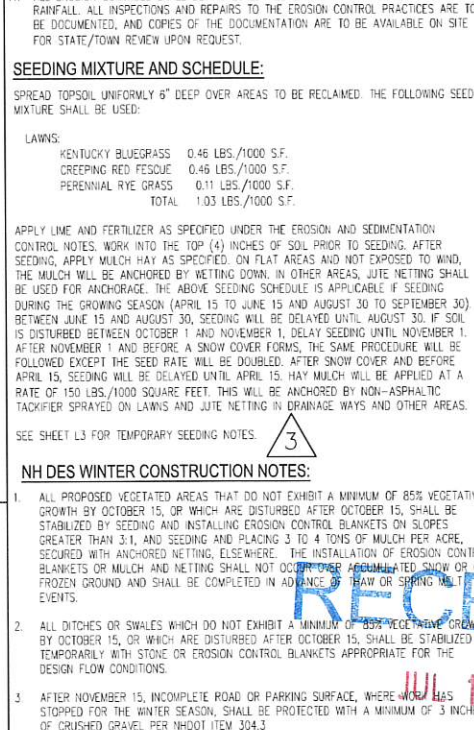 RAINFALL. ALL INSPECTIONS AND REPAIRS TO THE EROSION CONTROL PRACTICES ARE TO
BE DOCUMENTED, AND COPIES OF THE DOCUMENTATION ARE TO BE AVAILABLE ON SITE
FOR STATE/TOWN REVIEW UPON REQUEST.
SEEDING MIXTURE AND SCHEDULE:
SPREAD TOPSOIL UNIFORMLY 6" DEEP OVER AREAS TO BE RECLAIMED. THE FOLLOWING SEED
MIXTURE SHALL BE USED:
LAWNS:
KENTUCKY BLUEGRASS 0.46 LBS./1000 S.F.
CREEPING RED FESCUE 0.46 LBS./1000 S.F.
PERENNIAL RYE GRASS 0.11 LBS./1000 S.F.
TOTAL 1.03 LBS./1000 S.F.
APPLY LIME AND FERTILIZER AS SPECIFIED UNDER THE EROSION AND SEDIMENTATION
CONTROL NOTES. WORK INTO THE TOP (4) INCHES OF SOIL PRIOR TO SEEDING. AFTER
SEEDING, APPLY MULCH HAY AS SPECIFIED. ON FLAT AREAS AND NOT EXPOSED TO WIND,
THE MULCH WILL BE ANCHORED BY WETTING DOWN. IN OTHER AREAS, JUTE NETTING SHALL
BE USED FOR ANCHORAGE. THE ABOVE SEEDING SCHEDULE IS APPLICABLE IF SEEDING
DURING THE GROWING SEASON (APRIL 15 TO JUNE 15 AND AUGUST 30 TO SEPTEMBER 30).
BETWEEN JUNE 15 AND AUGUST 30, SEEDING WILL BE DELAYED UNTIL AUGUST 30. IF SOIL
IS DISTURBED BETWEEN OCTOBER 1 AND NOVEMBER 1, DELAY SEEDING UNTIL NOVEMBER 1.
AFTER NOVEMBER 1 AND BEFORE A SNOW COVER FORMS, THE SAME PROCEDURE WILL BE
FOLLOWED EXCEPT THE SEED RATE WILL BE DOUBLED. AFTER SNOW COVER AND BEFORE
APRIL 15, SEEDING WILL BE DELAYED UNTIL APRIL 15. HAY MULCH WILL BE APPLIED AT A
RATE OF 150 LBS./1000 SQUARE FEET. THIS WILL BE ANCHORED BY NON-ASPHALTIC
TACKIFIER SPRAYED ON LAWNS AND JUTE NETTING IN DRAINAGE WAYS AND OTHER AREAS.
SEE SHEET L3 FOR TEMPORARY SEEDING NOTES.
3
NH DES WINTER CONSTRUCTION NOTES:
1. ALL PROPOSED VEGETATED AREAS THAT DO NOT EXHIBIT A MINIMUM OF 85% VEGETATIV
GROWTH BY OCTOBER 15, OR WHICH ARE DISTURBED AFTER OCTOBER 15, SHALL BE
STABILIZED BY SEEDING AND INSTALLING EROSION CONTROL BLANKETS ON SLOPES
GREATER THAN 3:1, AND SEEDING AND PLACING 3 TO 4 TONS OF MULCH PER ACRE,
SECURED WITH ANCHORED NETTING, ELSEWHERE. THE INSTALLATION OF EROSION CONT
BLANKETS OR MULCH AND NETTING SHALL NOT OCCUR OVER ACCUMULATED SNOW OR
FROZEN GROUND AND SHALL BE COMPLETED IN ADVANCE OF THAW OR SPRING MELT
EVENTS.
RECE
2. ALL DITCHES OR SWALES WHICH DO NOT EXHIBIT A MINIMUM OF 85% VEGETATIVE GROW
BY OCTOBER 15, OR WHICH ARE DISTURBED AFTER OCTOBER 15, SHALL BE STABILIZED
TEMPORARILY WITH STONE OR EROSION CONTROL BLANKETS APPROPRIATE FOR THE
DESIGN FLOW CONDITIONS.
JUL 1
3 AFTER NOVEMBER 15, INCOMPLETE ROAD OR PARKING SURFACE, WHERE WORK HAS
STOPPED FOR THE WINTER SEASON, SHALL BE PROTECTED WITH A MINIMUM OF 3 INCH
OF CRUSHED GRAVEL PER NHDOT ITEM 304.3